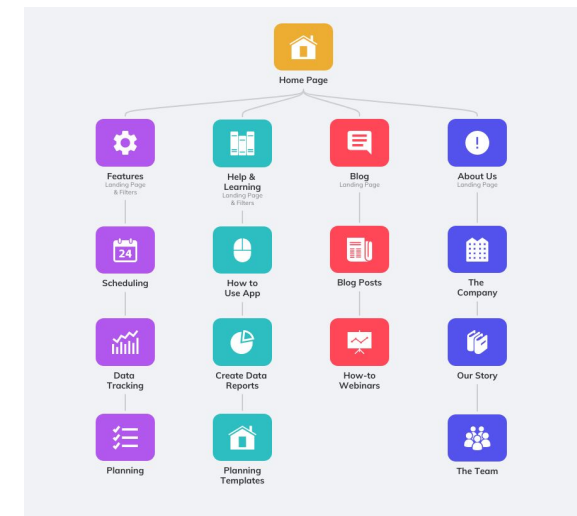 Home Page
Features
Landing Page
& Filters
Help &
Learning
Landing Page
& Filters
Blog
Landing Page
About Us
Landing Page
24
Scheduling
How to
Use App
Blog Posts
The
Company
Data
Tracking
Create Data
Reports
How-to
Webinars
Our Story
Planning
Planning
Templates
The Team